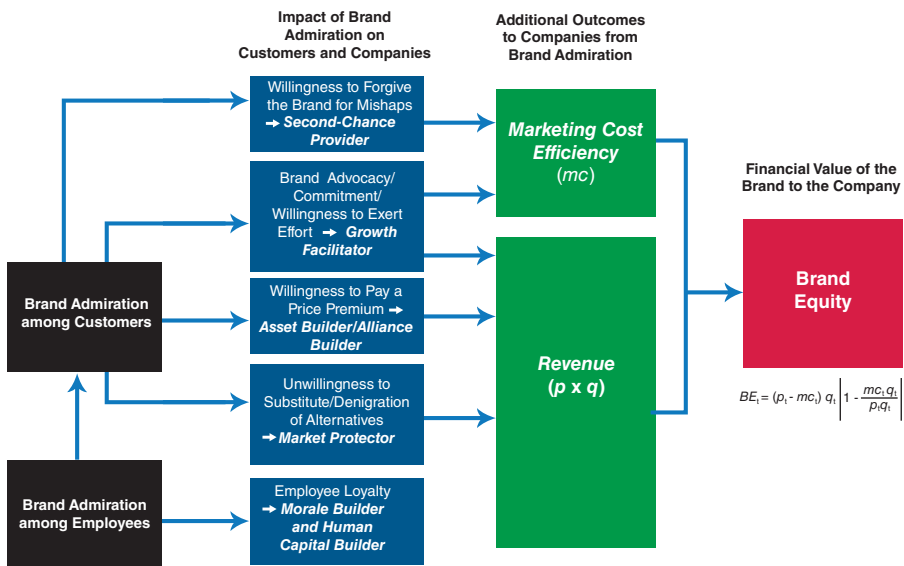 Impact of Brand
Admiration on
Customers and Companies
Additional Outcomes
to Companies from
Brand Admiration
Financial Value of the
Brand to the Company
Brand Admiration
among Customers
Brand Admiration
among Employees
Willingness to Forgive
the Brand for Mishaps
→ Second-Chance
Provider
Brand Advocacy/
Commitment/
Willingness to Exert
Effort → Growth
Facilitator
Willingness to Pay a
Price Premium →
Asset Builder/Alliance
Builder
Unwillingness to
Substitute/Denigration
of Alternatives
→ Market Protector
Employee Loyalty
→ Morale Builder
and Human
Capital Builder
Marketing Cost
Efficiency
(mc)
Revenue
(p x q)
Brand
Equity
BEₜ = (pₜ - mcₜ) qₜ |1 - mcₜqₜ/pₜqₜ|